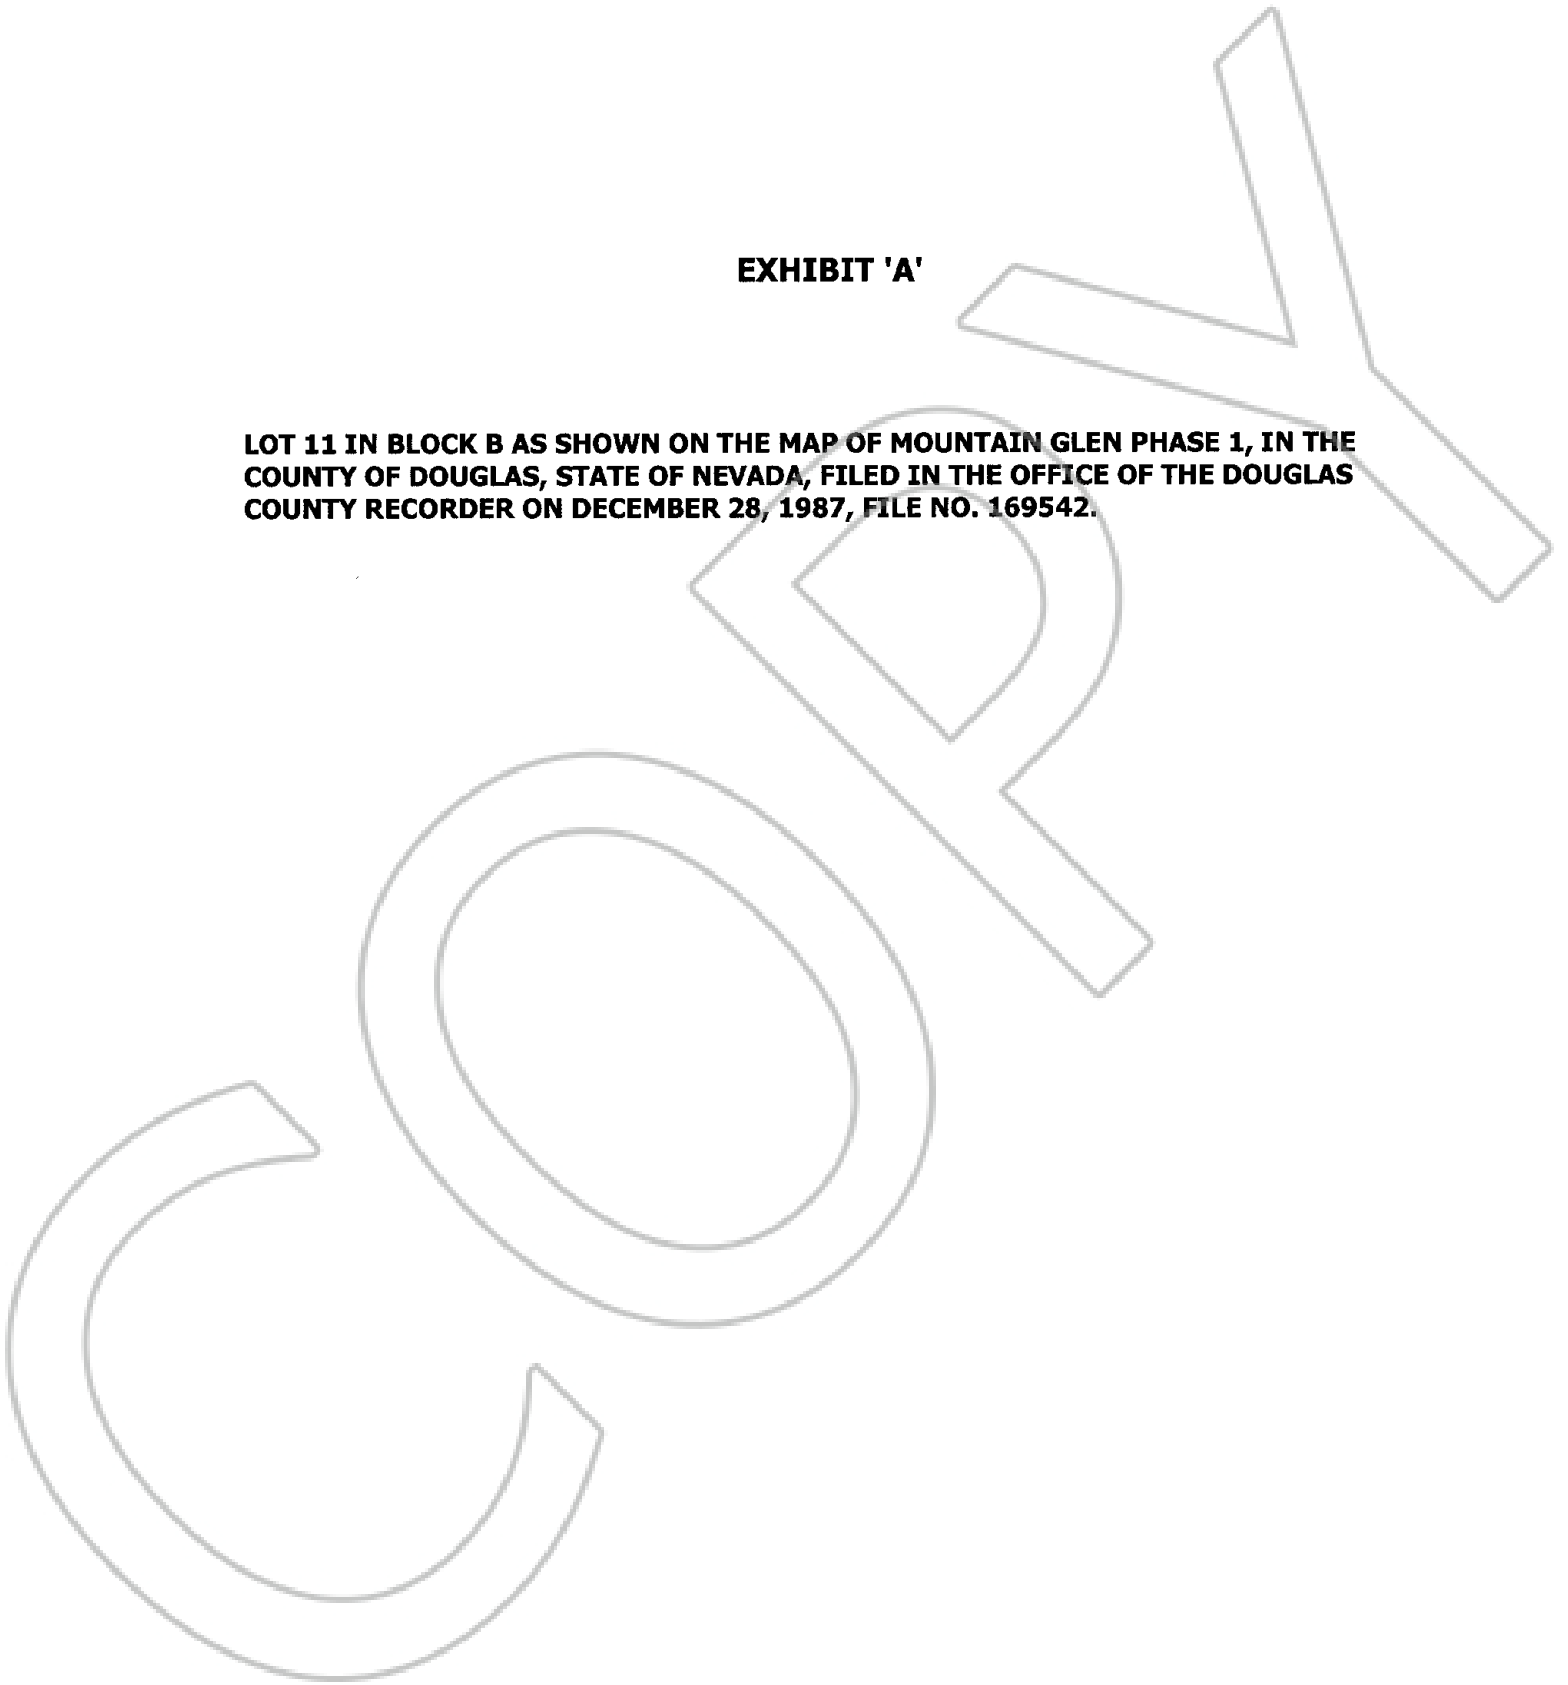 EXHIBIT 'A'
LOT 11 IN BLOCK B AS SHOWN ON THE MAP OF MOUNTAIN GLEN PHASE 1, IN THE
COUNTY OF DOUGLAS, STATE OF NEVADA, FILED IN THE OFFICE OF THE DOUGLAS
COUNTY RECORDER ON DECEMBER 28, 1987, FILE NO. 169542.
COPY